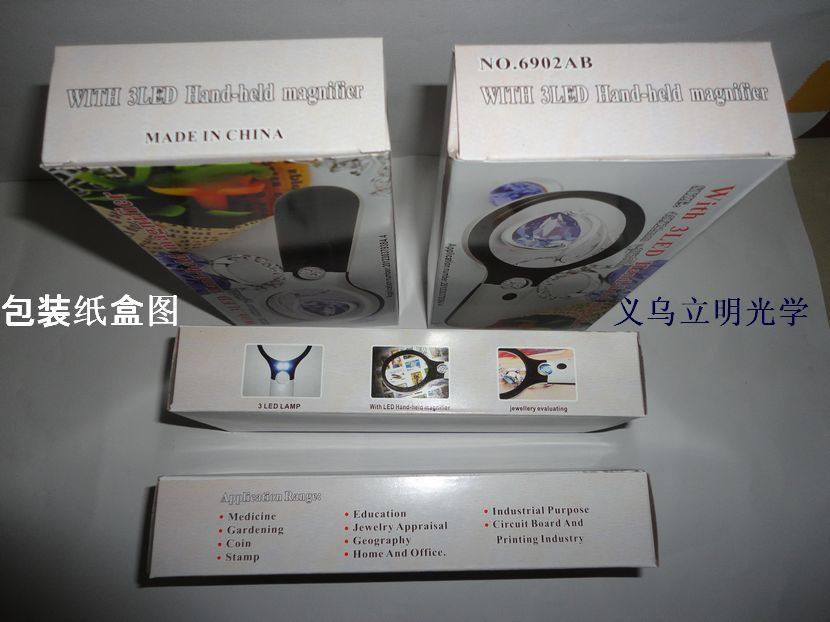 WITH 3LED Hand-held magnifier
MADE IN CHINA
NO.6902AB
WITH 3LED Hand-held magnifier
With 3LED
包装纸盒图
义乌立明光学
3 LED LAMP
With LED Hand-held magnifier
jewellery evaluating
Application Range:
• Medicine
• Gardening
• Coin
• Stamp
• Education
• Jewelry Appraisal
• Geography
• Home And Office.
• Industrial Purpose
• Circuit Board And
Printing Industry